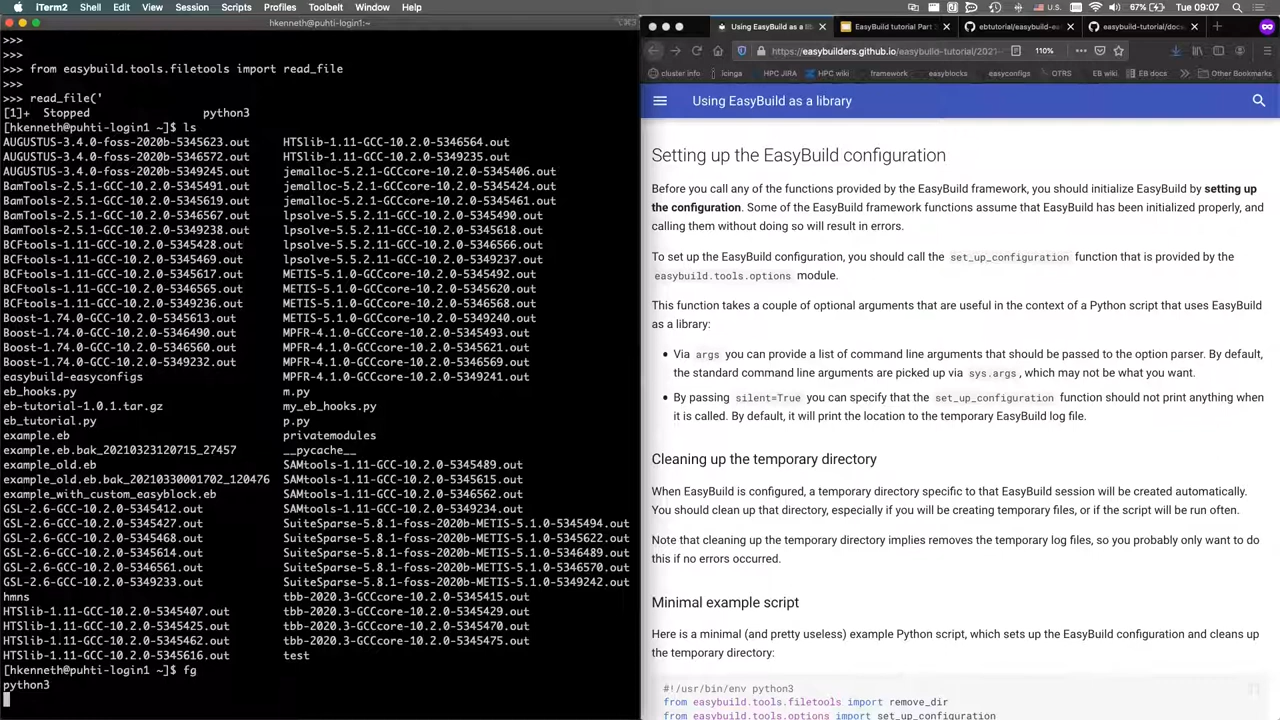 iTerm2 Shell Edit View Session Scripts Profiles Toolbelt Window Help
67% Tue 09:07
hkenneth@puhti-login1:~
⌥⌘3
>>>
>>>
>>> from easybuild.tools.filetools import read_file
>>>
>>> read_file('
[1]+  Stopped                 python3
[hkenneth@puhti-login1 ~]$ ls
AUGUSTUS-3.4.0-foss-2020b-5345623.out HTSlib-1.11-GCC-10.2.0-5346564.out
AUGUSTUS-3.4.0-foss-2020b-5346572.out HTSlib-1.11-GCC-10.2.0-5349235.out
AUGUSTUS-3.4.0-foss-2020b-5349245.out jemalloc-5.2.1-GCCcore-10.2.0-5345406.out
BamTools-2.5.1-GCC-10.2.0-5345491.out jemalloc-5.2.1-GCCcore-10.2.0-5345424.out
BamTools-2.5.1-GCC-10.2.0-5345619.out jemalloc-5.2.1-GCCcore-10.2.0-5345461.out
BamTools-2.5.1-GCC-10.2.0-5346567.out lpsolve-5.5.2.11-GCC-10.2.0-5345490.out
BamTools-2.5.1-GCC-10.2.0-5349238.out lpsolve-5.5.2.11-GCC-10.2.0-5345618.out
BCFtools-1.11-GCC-10.2.0-5345428.out lpsolve-5.5.2.11-GCC-10.2.0-5346566.out
BCFtools-1.11-GCC-10.2.0-5345469.out lpsolve-5.5.2.11-GCC-10.2.0-5349237.out
BCFtools-1.11-GCC-10.2.0-5345617.out METIS-5.1.0-GCCcore-10.2.0-5345492.out
BCFtools-1.11-GCC-10.2.0-5346565.out METIS-5.1.0-GCCcore-10.2.0-5345620.out
BCFtools-1.11-GCC-10.2.0-5349236.out METIS-5.1.0-GCCcore-10.2.0-5346568.out
Boost-1.74.0-GCC-10.2.0-5345613.out METIS-5.1.0-GCCcore-10.2.0-5349240.out
Boost-1.74.0-GCC-10.2.0-5346490.out MPFR-4.1.0-GCCcore-10.2.0-5345493.out
Boost-1.74.0-GCC-10.2.0-5346560.out MPFR-4.1.0-GCCcore-10.2.0-5345621.out
Boost-1.74.0-GCC-10.2.0-5349232.out MPFR-4.1.0-GCCcore-10.2.0-5346569.out
easybuild-easyconfigs MPFR-4.1.0-GCCcore-10.2.0-5349241.out
eb_hooks.py m.py
eb-tutorial-1.0.1.tar.gz my_eb_hooks.py
eb_tutorial.py p.py
example.eb privatemodules
example.eb.bak_20210323120715_27457 __pycache__
example_old.eb SAMtools-1.11-GCC-10.2.0-5345489.out
example_old.eb.bak_20210330001702_120476 SAMtools-1.11-GCC-10.2.0-5345615.out
example_with_custom_easyblock.eb SAMtools-1.11-GCC-10.2.0-5346562.out
GSL-2.6-GCC-10.2.0-5345412.out SAMtools-1.11-GCC-10.2.0-5349234.out
GSL-2.6-GCC-10.2.0-5345427.out SuiteSparse-5.8.1-foss-2020b-METIS-5.1.0-5345494.out
GSL-2.6-GCC-10.2.0-5345468.out SuiteSparse-5.8.1-foss-2020b-METIS-5.1.0-5345622.out
GSL-2.6-GCC-10.2.0-5345614.out SuiteSparse-5.8.1-foss-2020b-METIS-5.1.0-5346489.out
GSL-2.6-GCC-10.2.0-5346561.out SuiteSparse-5.8.1-foss-2020b-METIS-5.1.0-5346570.out
GSL-2.6-GCC-10.2.0-5349233.out SuiteSparse-5.8.1-foss-2020b-METIS-5.1.0-5349242.out
hmns tbb-2020.3-GCCcore-10.2.0-5345415.out
HTSlib-1.11-GCC-10.2.0-5345407.out tbb-2020.3-GCCcore-10.2.0-5345429.out
HTSlib-1.11-GCC-10.2.0-5345425.out tbb-2020.3-GCCcore-10.2.0-5345470.out
HTSlib-1.11-GCC-10.2.0-5345462.out tbb-2020.3-GCCcore-10.2.0-5345477.out
HTSlib-1.11-GCC-10.2.0-5345616.out test
[hkenneth@puhti-login1 ~]$ fg
python3
Using EasyBuild as a li
EasyBuild tutorial Part
ebtutorial/easybuild-ea
easybuild-tutorial/doc
https://easybuilders.github.io/easybuild-tutorial/2021- 110%
cluster info icinga HPC JIRA HPC wiki framework easyblocks easyconfigs OTRS EB wiki EB docs Other Bookmarks
Using EasyBuild as a library
Setting up the EasyBuild configuration
Before you call any of the functions provided by the EasyBuild framework, you should initialize EasyBuild by setting up
the configuration. Some of the EasyBuild framework functions assume that EasyBuild has been initialized properly, and
calling them without doing so will result in errors.
To set up the EasyBuild configuration, you should call the set_up_configuration function that is provided by the
easybuild.tools.options module.
This function takes a couple of optional arguments that are useful in the context of a Python script that uses EasyBuild
as a library:
• Via args you can provide a list of command line arguments that should be passed to the option parser. By default,
the standard command line arguments are picked up via sys.args, which may not be what you want.
• By passing silent=True you can specify that the set_up_configuration function should not print anything when
it is called. By default, it will print the location to the temporary EasyBuild log file.
Cleaning up the temporary directory
When EasyBuild is configured, a temporary directory specific to that EasyBuild session will be created automatically.
You should clean up that directory, especially if you will be creating temporary files, or if the script will be run often.
Note that cleaning up the temporary directory implies removes the temporary log files, so you probably only want to do
this if no errors occurred.
Minimal example script
Here is a minimal (and pretty useless) example Python script, which sets up the EasyBuild configuration and cleans up
the temporary directory:
#!/usr/bin/env python3
from easybuild.tools.filetools import remove_dir
from easybuild.tools.options import set_up_configuration